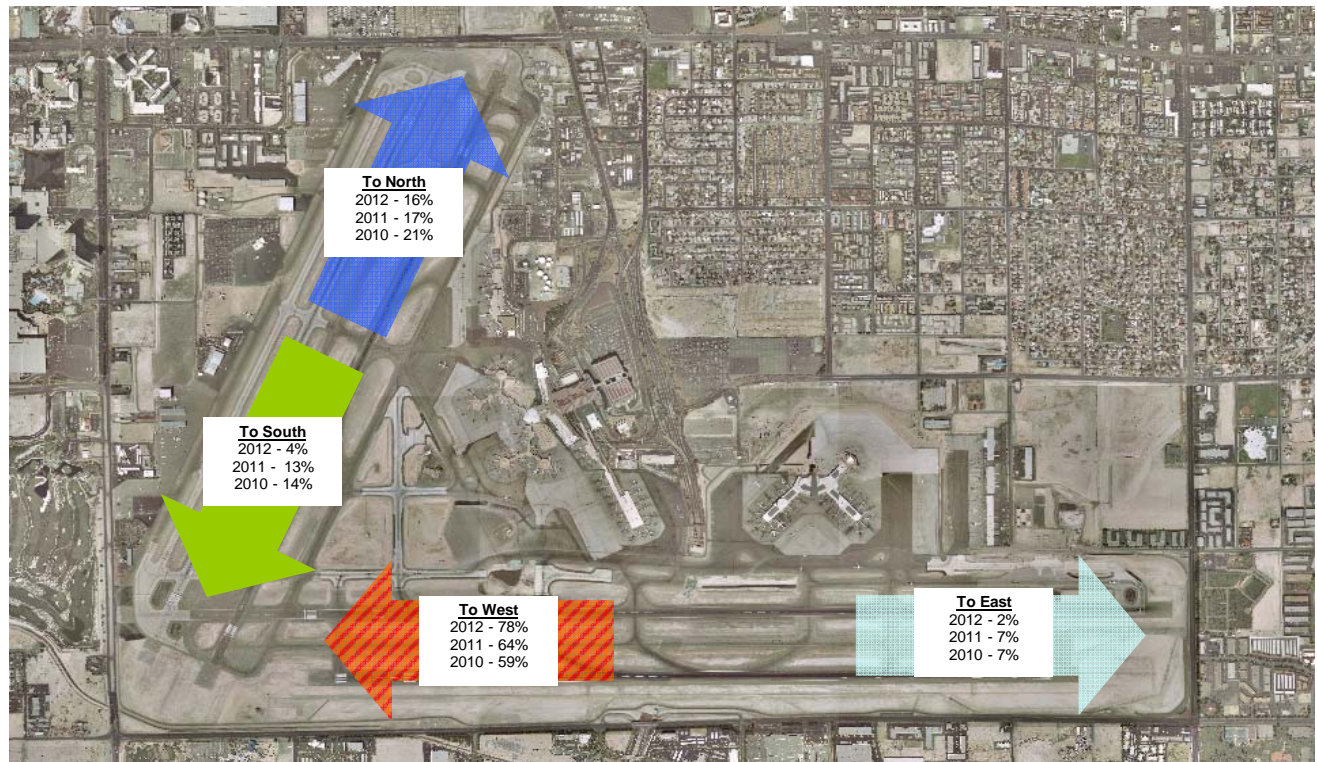 To North
2012 - 16%
2011 - 17%
2010 - 21%
To South
2012 - 4%
2011 - 13%
2010 - 14%
To West
2012 - 78%
2011 - 64%
2010 - 59%
To East
2012 - 2%
2011 - 7%
2010 - 7%